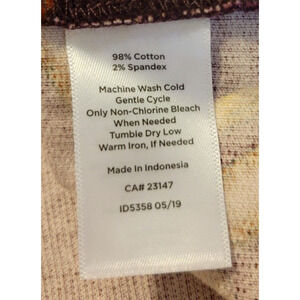 98% Cotton
2% Spandex
Machine Wash Cold
Gentle Cycle
Only Non-Chlorine Bleach
When Needed
Tumble Dry Low
Warm Iron, If Needed
Made In Indonesia
CA# 23147
ID5358 05/19